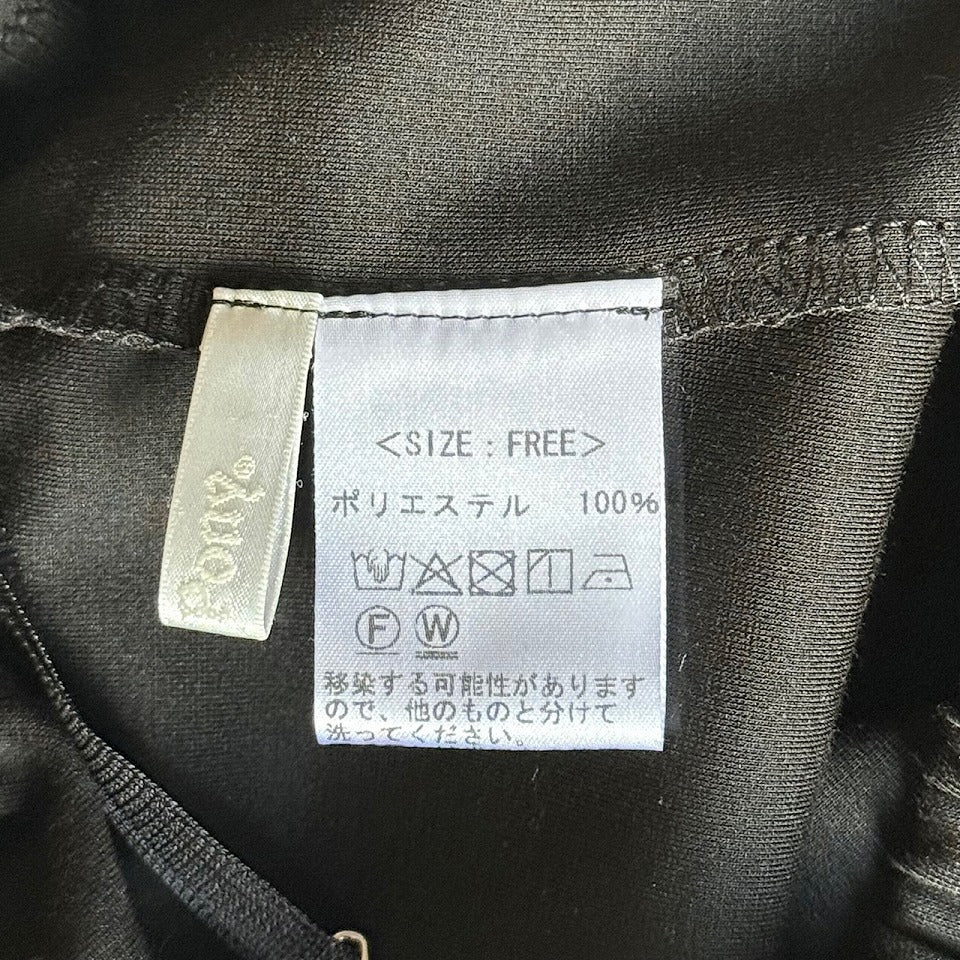 Pony.
<SIZE : FREE>
ポリエステル 100%
F W
移染する可能性があります
ので、他のものと分けて
洗ってください。